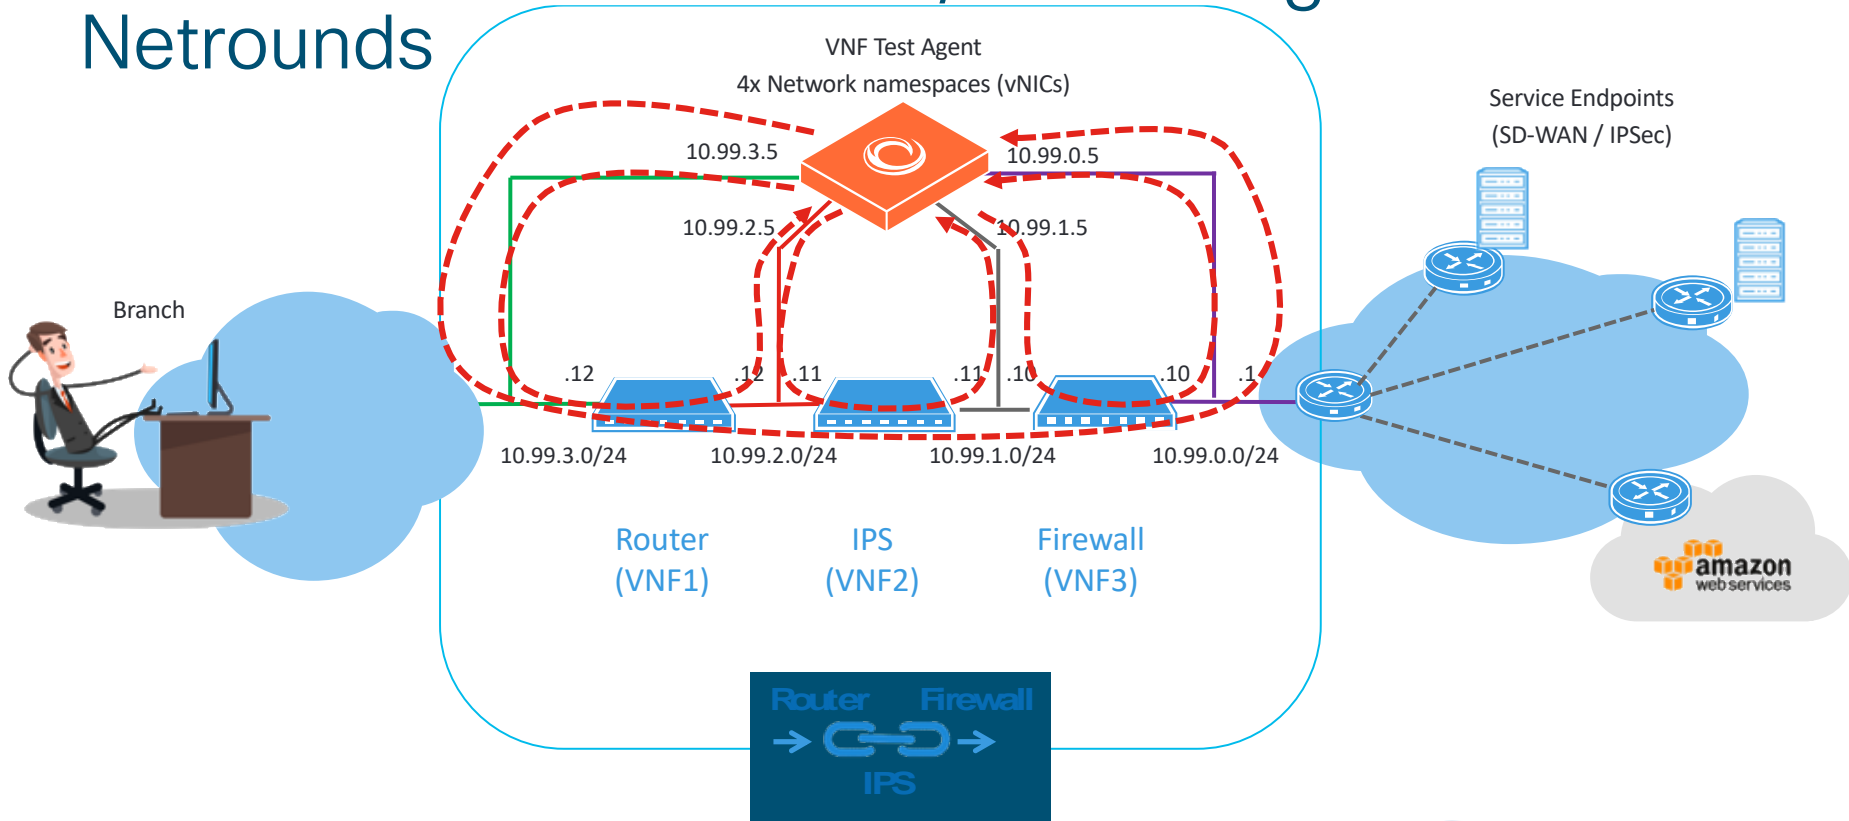 Netrounds
VNF Test Agent
4x Network namespaces (vNICs)
Service Endpoints
(SD-WAN / IPSec)
10.99.3.5
10.99.0.5
10.99.2.5
10.99.1.5
Branch
.12
.12
.11
.11
.10
.10
.1
10.99.3.0/24
10.99.2.0/24
10.99.1.0/24
10.99.0.0/24
Router
(VNF1)
IPS
(VNF2)
Firewall
(VNF3)
amazon
web services
Router
Firewall
IPS